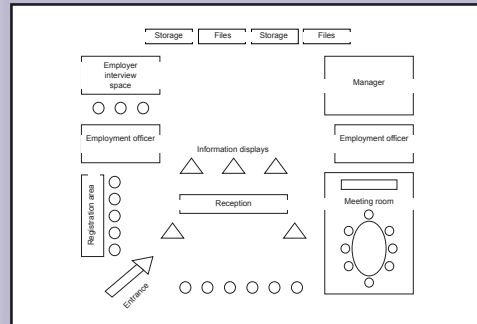 Storage Files Storage Files
Employer
interview
space
Manager
Employment officer
Employment officer
Information displays
Registration area
Reception
Meeting room
Entrance